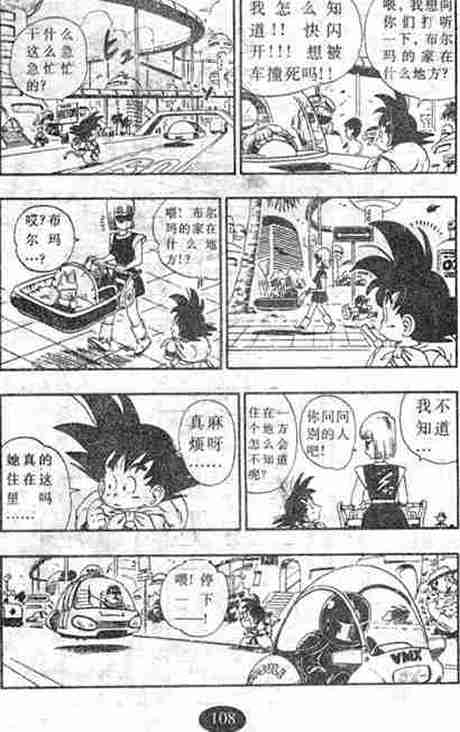 喂，我想问
你们打听
一下，布尔
玛的家在
什么地方?
我怎么知
道!! 快闪
开!!! 想被
车撞死吗!!
干什么
这么
急忙
的?
喂! 布尔
玛的家在
什么地
方!?
哎?布
尔玛
…?
我不
知道
…
你问问
别的人
吧!
住在一
个地方
怎么会
不知道
呢?
真麻
烦呀
……
她真的
住在这
里吗
……
喂! 停
一下
——!
VMX
108